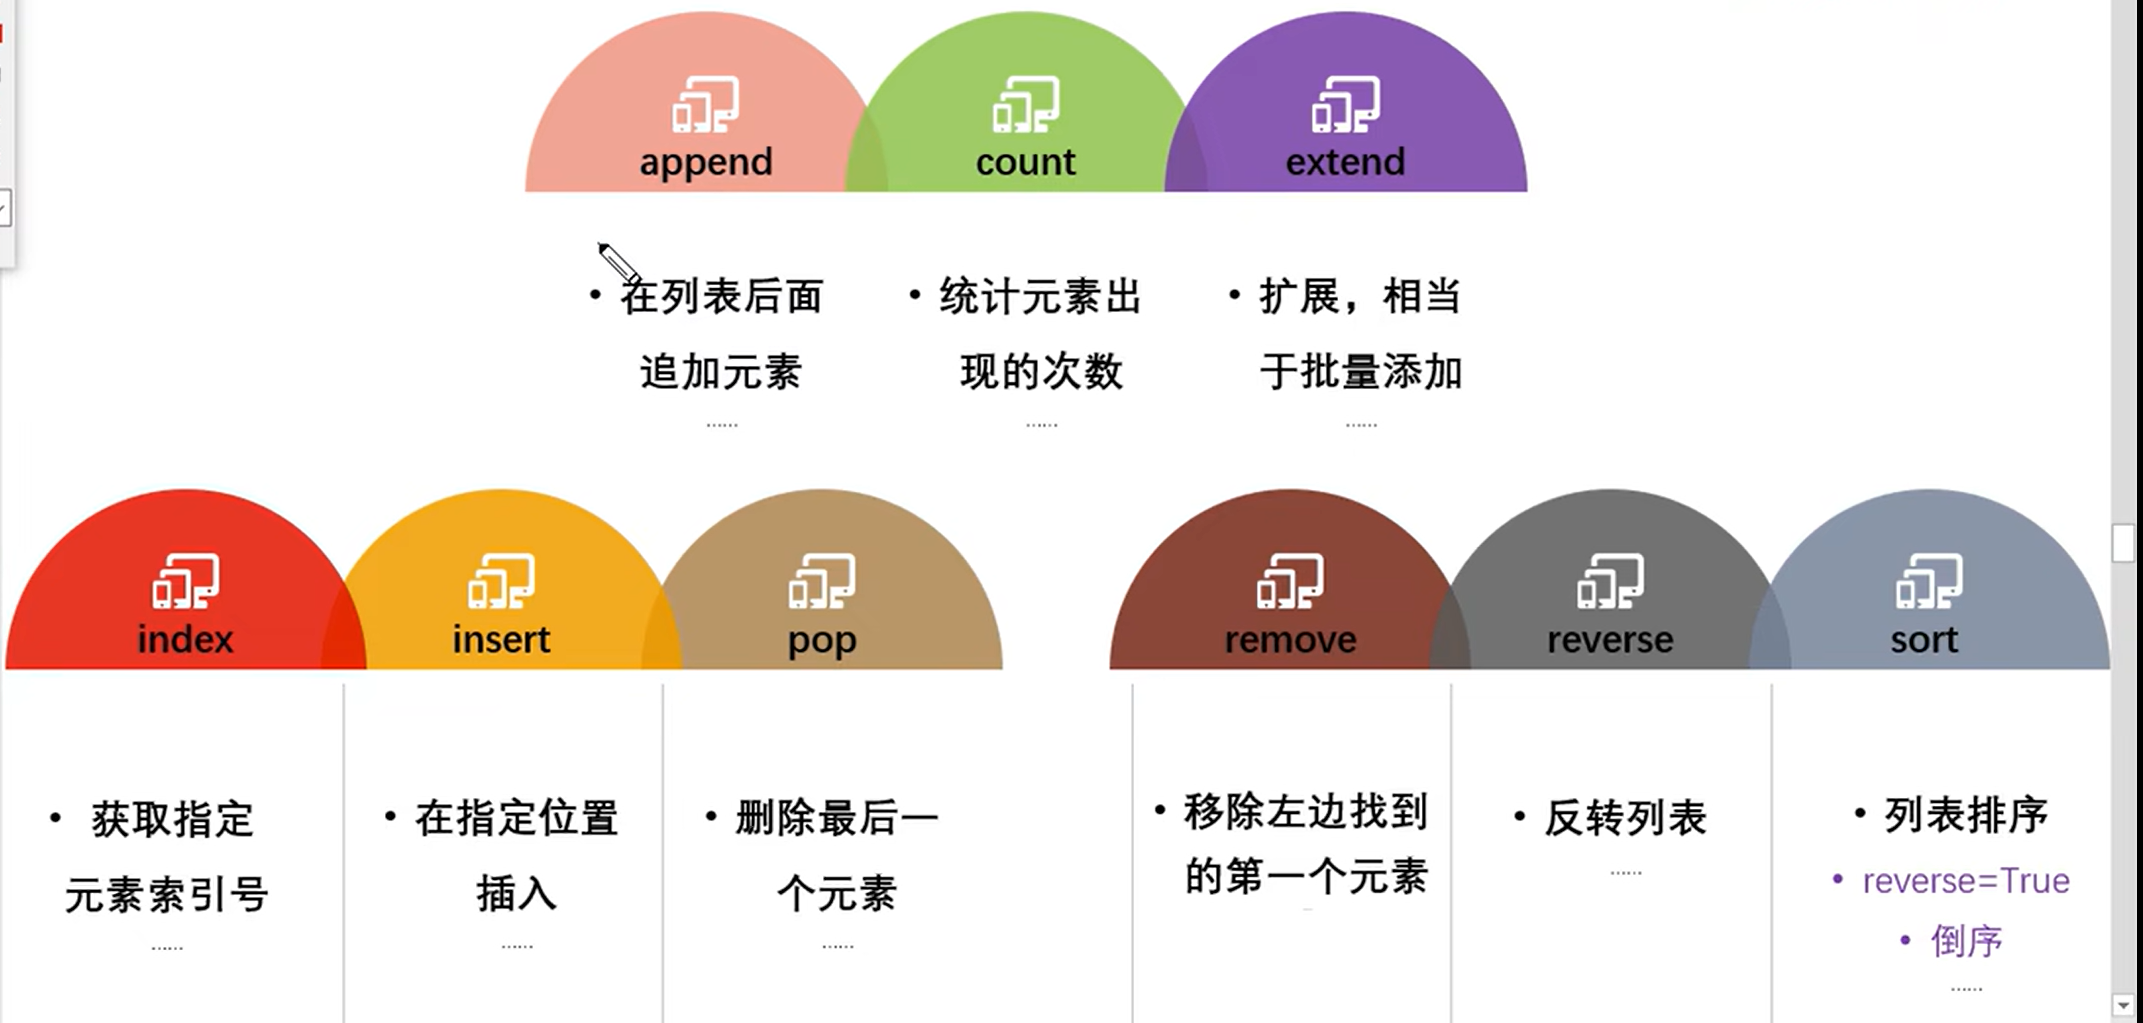 append
count
extend
• 在列表后面
追加元素
……
• 统计元素出
现的次数
……
• 扩展，相当
于批量添加
……
index
insert
pop
remove
reverse
sort
• 获取指定
元素索引号
……
• 在指定位置
插入
……
• 删除最后一
个元素
……
• 移除左边找到
的第一个元素
• 反转列表
……
• 列表排序
• reverse=True
• 倒序
……